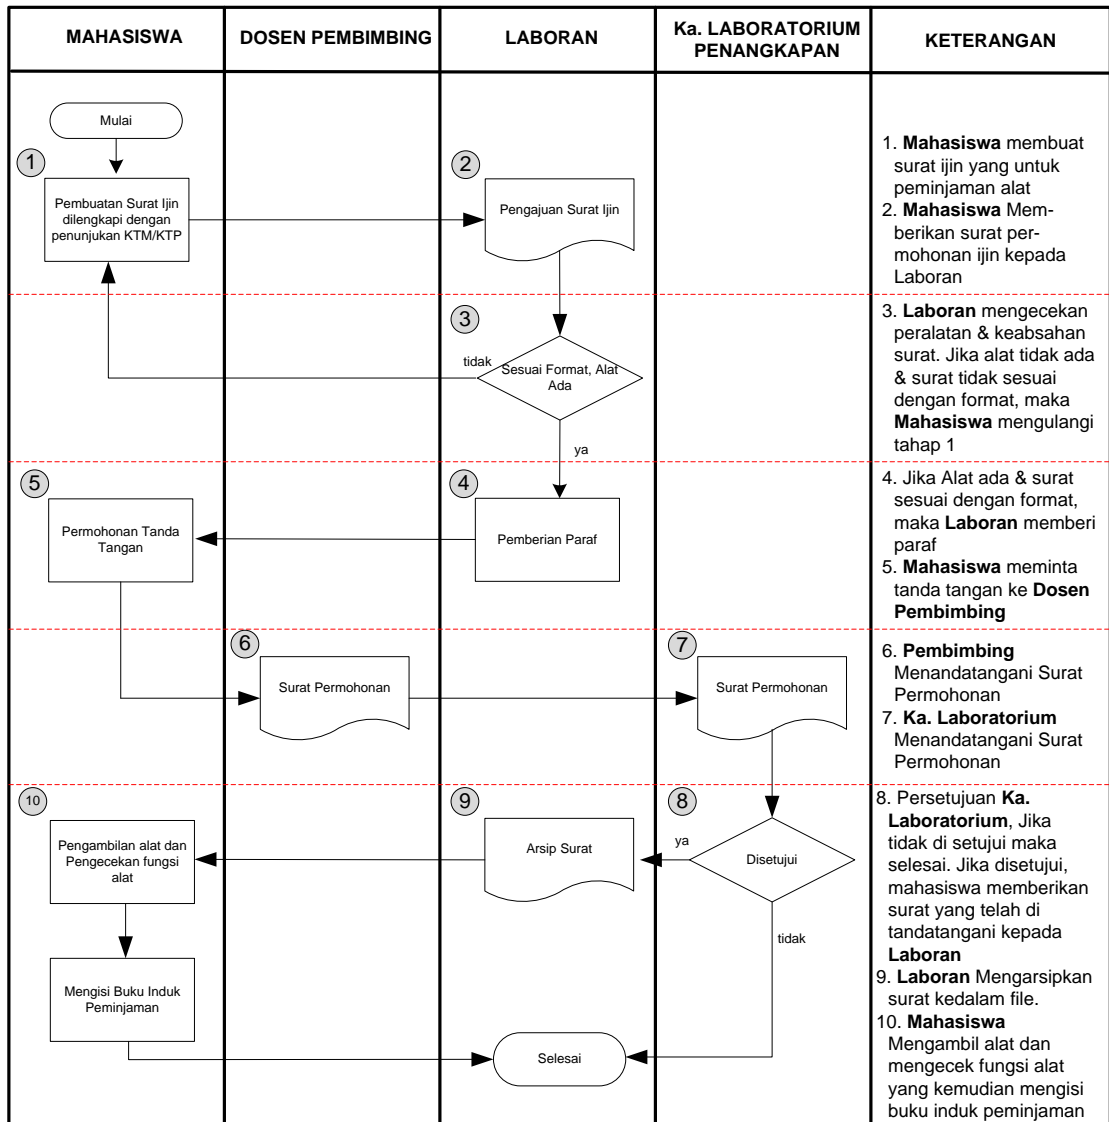 MAHASISWA
DOSEN PEMBIMBING
LABORAN
Ka. LABORATORIUM
PENANGKAPAN
KETERANGAN
Mulai
1
Pembuatan Surat Ijin
dilengkapi dengan
penunjukan KTM/KTP
2
Pengajuan Surat Ijin
1. Mahasiswa membuat
surat ijin yang untuk
peminjaman alat
2. Mahasiswa Mem-
berikan surat per-
mohonan ijin kepada
Laboran
3
tidak
Sesuai Format, Alat
Ada
ya
3. Laboran mengecekan
peralatan & keabsahan
surat. Jika alat tidak ada
& surat tidak sesuai
dengan format, maka
Mahasiswa mengulangi
tahap 1
5
Permohonan Tanda
Tangan
4
Pemberian Paraf
4. Jika Alat ada & surat
sesuai dengan format,
maka Laboran memberi
paraf
5. Mahasiswa meminta
tanda tangan ke Dosen
Pembimbing
6
Surat Permohonan
7
Surat Permohonan
6. Pembimbing
Menandatangani Surat
Permohonan
7. Ka. Laboratorium
Menandatangani Surat
Permohonan
10
Pengambilan alat dan
Pengecekan fungsi
alat
Mengisi Buku Induk
Peminjaman
9
Arsip Surat
Selesai
8
ya
Disetujui
tidak
8. Persetujuan Ka.
Laboratorium, Jika
tidak di setujui maka
selesai. Jika disetujui,
mahasiswa memberikan
surat yang telah di
tandatangani kepada
Laboran
9. Laboran Mengarsipkan
surat kedalam file.
10. Mahasiswa
Mengambil alat dan
mengecek fungsi alat
yang kemudian mengisi
buku induk peminjaman